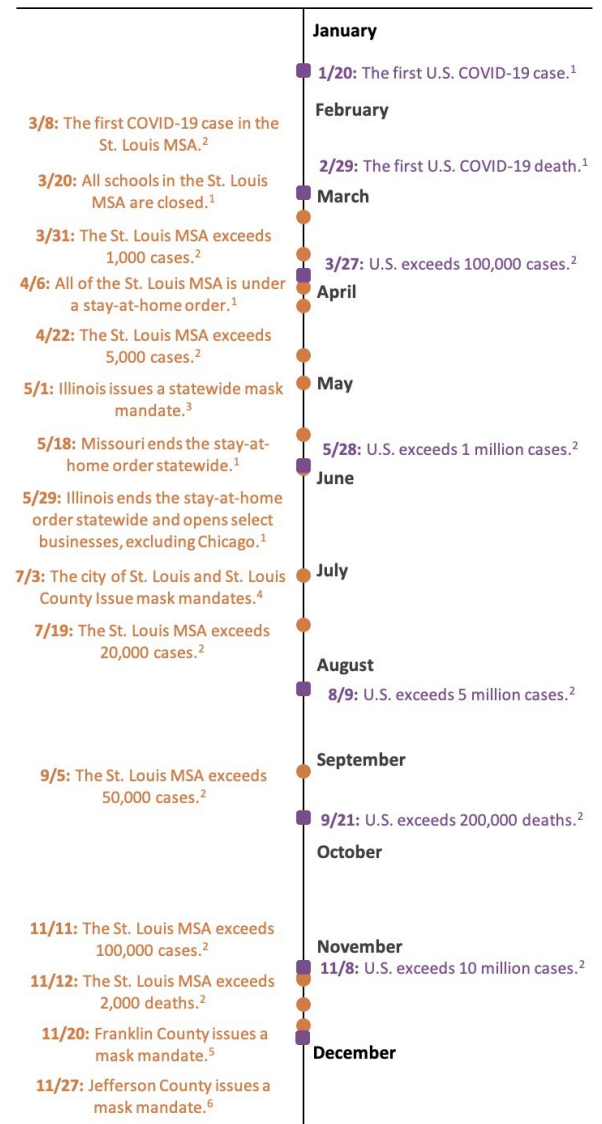 January
1/20: The first U.S. COVID-19 case.¹
February
3/8: The first COVID-19 case in the
St. Louis MSA.²
2/29: The first U.S. COVID-19 death.¹
3/20: All schools in the St. Louis
MSA are closed.¹
March
3/31: The St. Louis MSA exceeds
1,000 cases.²
3/27: U.S. exceeds 100,000 cases.²
4/6: All of the St. Louis MSA is under
a stay-at-home order.¹
April
4/22: The St. Louis MSA exceeds
5,000 cases.²
5/1: Illinois issues a statewide mask
mandate.³
May
5/18: Missouri ends the stay-at-
home order statewide.¹
5/28: U.S. exceeds 1 million cases.²
June
5/29: Illinois ends the stay-at-home
order statewide and opens select
businesses, excluding Chicago.¹
July
7/3: The city of St. Louis and St. Louis
County Issue mask mandates.⁴
7/19: The St. Louis MSA exceeds
20,000 cases.²
August
8/9: U.S. exceeds 5 million cases.²
September
9/5: The St. Louis MSA exceeds
50,000 cases.²
9/21: U.S. exceeds 200,000 deaths.²
October
11/11: The St. Louis MSA exceeds
100,000 cases.²
November
11/8: U.S. exceeds 10 million cases.²
11/12: The St. Louis MSA exceeds
2,000 deaths.²
11/20: Franklin County issues a
mask mandate.⁵
December
11/27: Jefferson County issues a
mask mandate.⁶